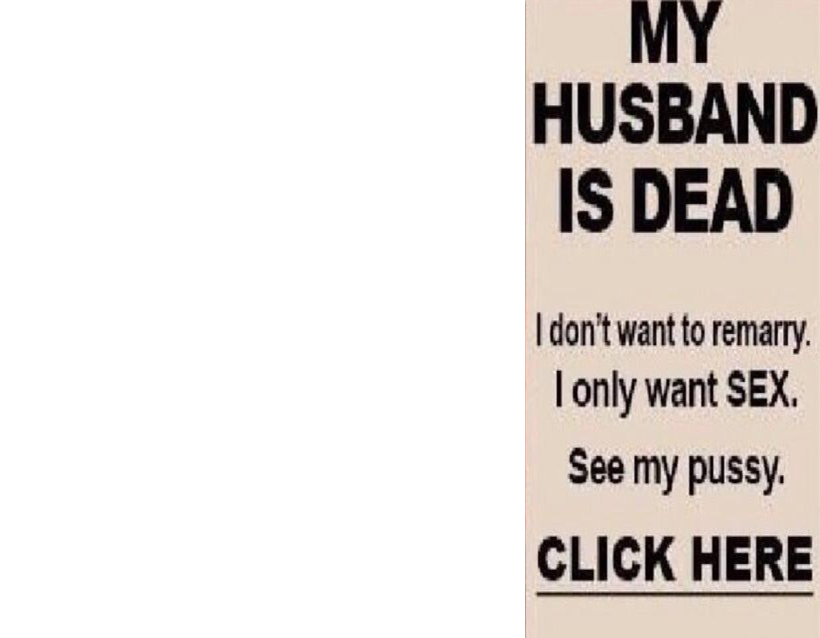 MY
HUSBAND
IS DEAD
I don't want to remarry.
I only want SEX.
See my pussy.
CLICK HERE